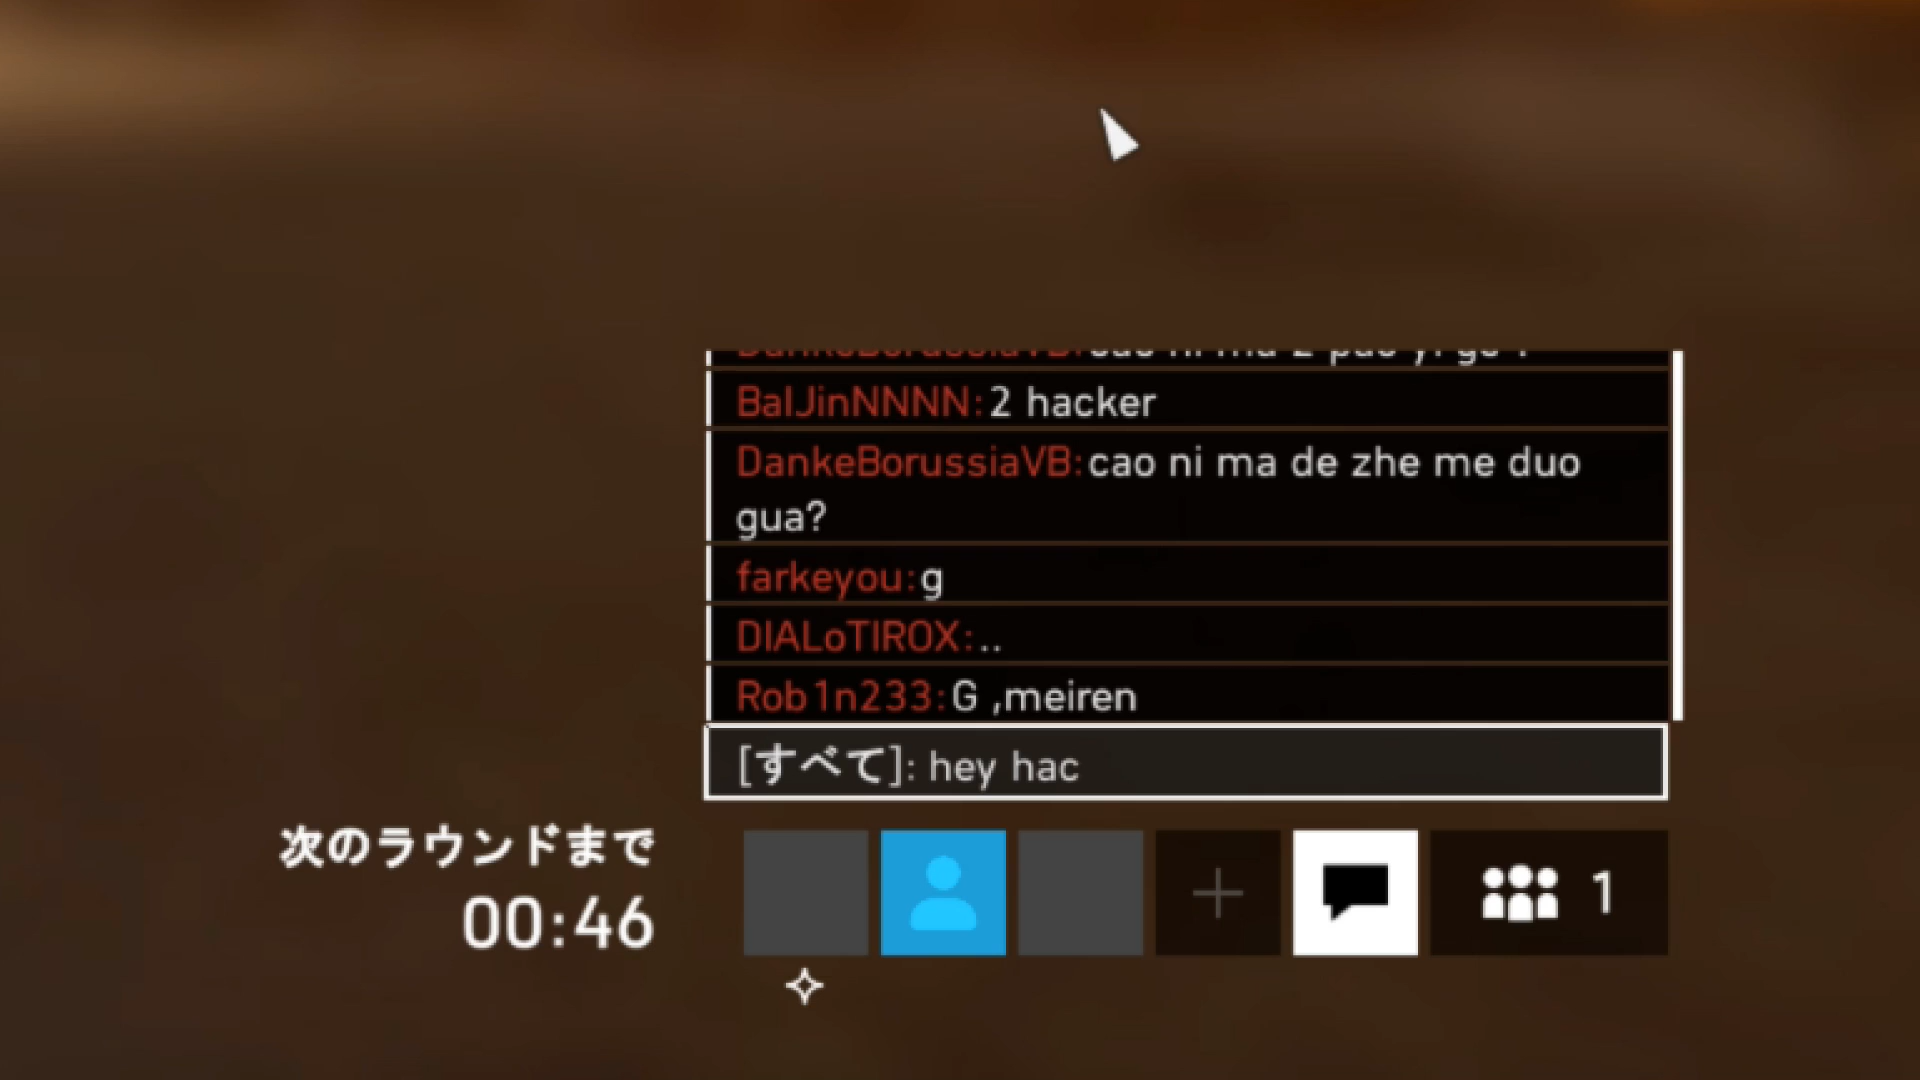 BalJinNNNN:2 hacker
DankeBorussiaVB:cao ni ma de zhe me duo
gua?
farkeyou:g
DIALoTIROX:..
Rob1n233:G ,meiren
[すべて]: hey hac
次のラウンドまで
00:46
1